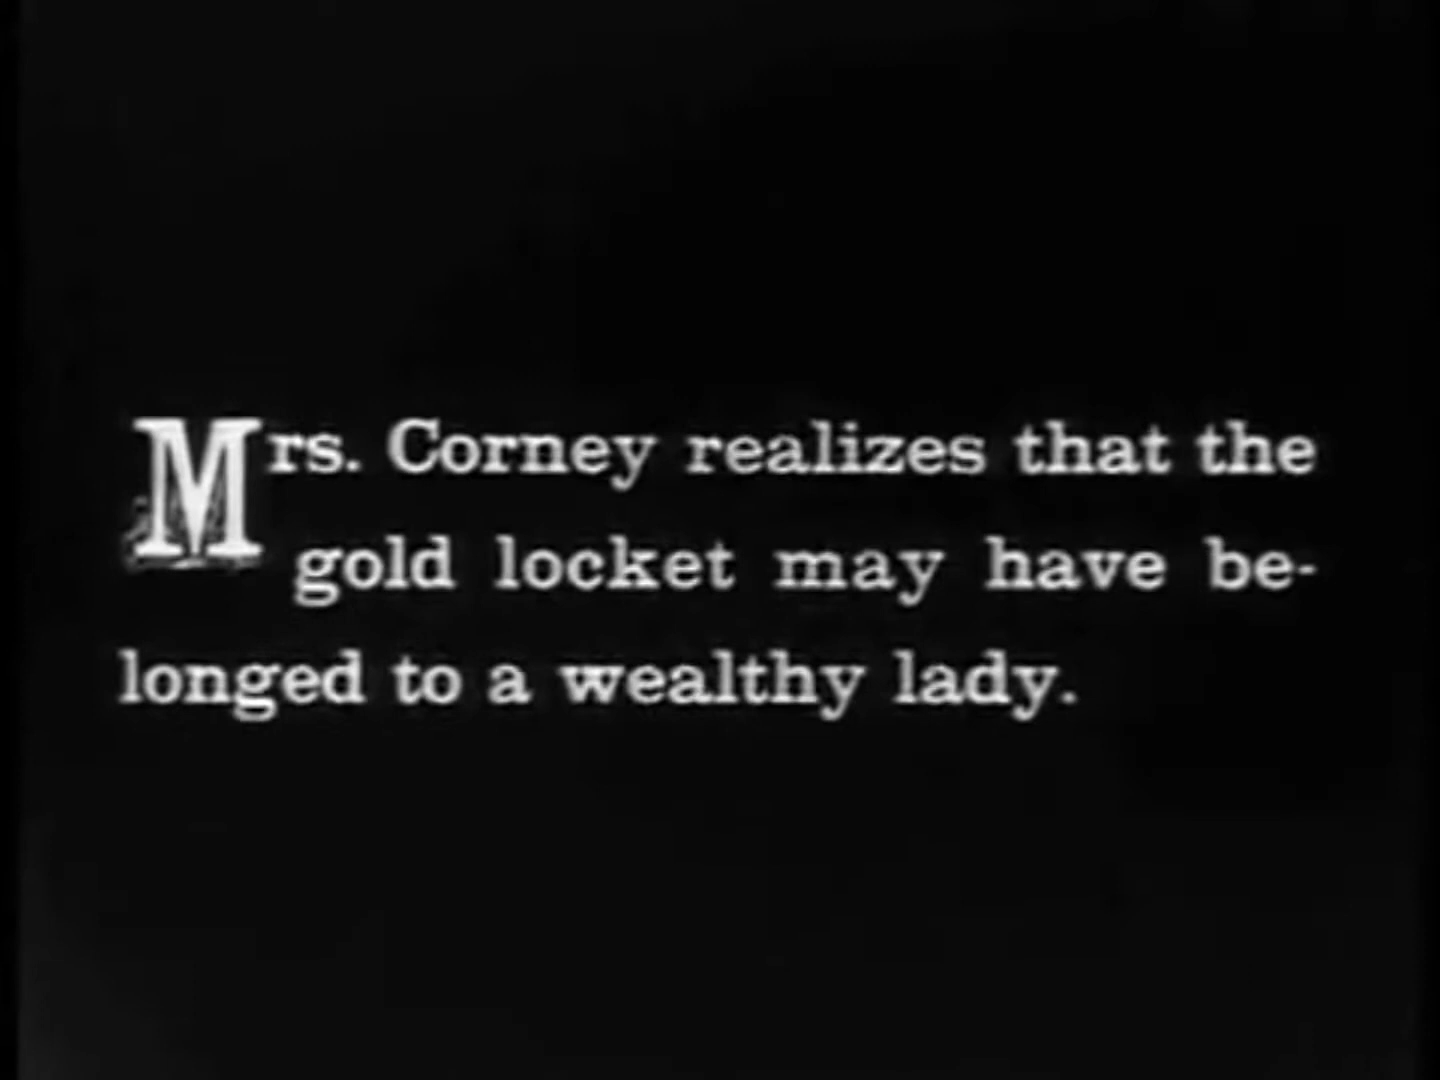 Mrs. Corney realizes that the
gold locket may have be-
longed to a wealthy lady.